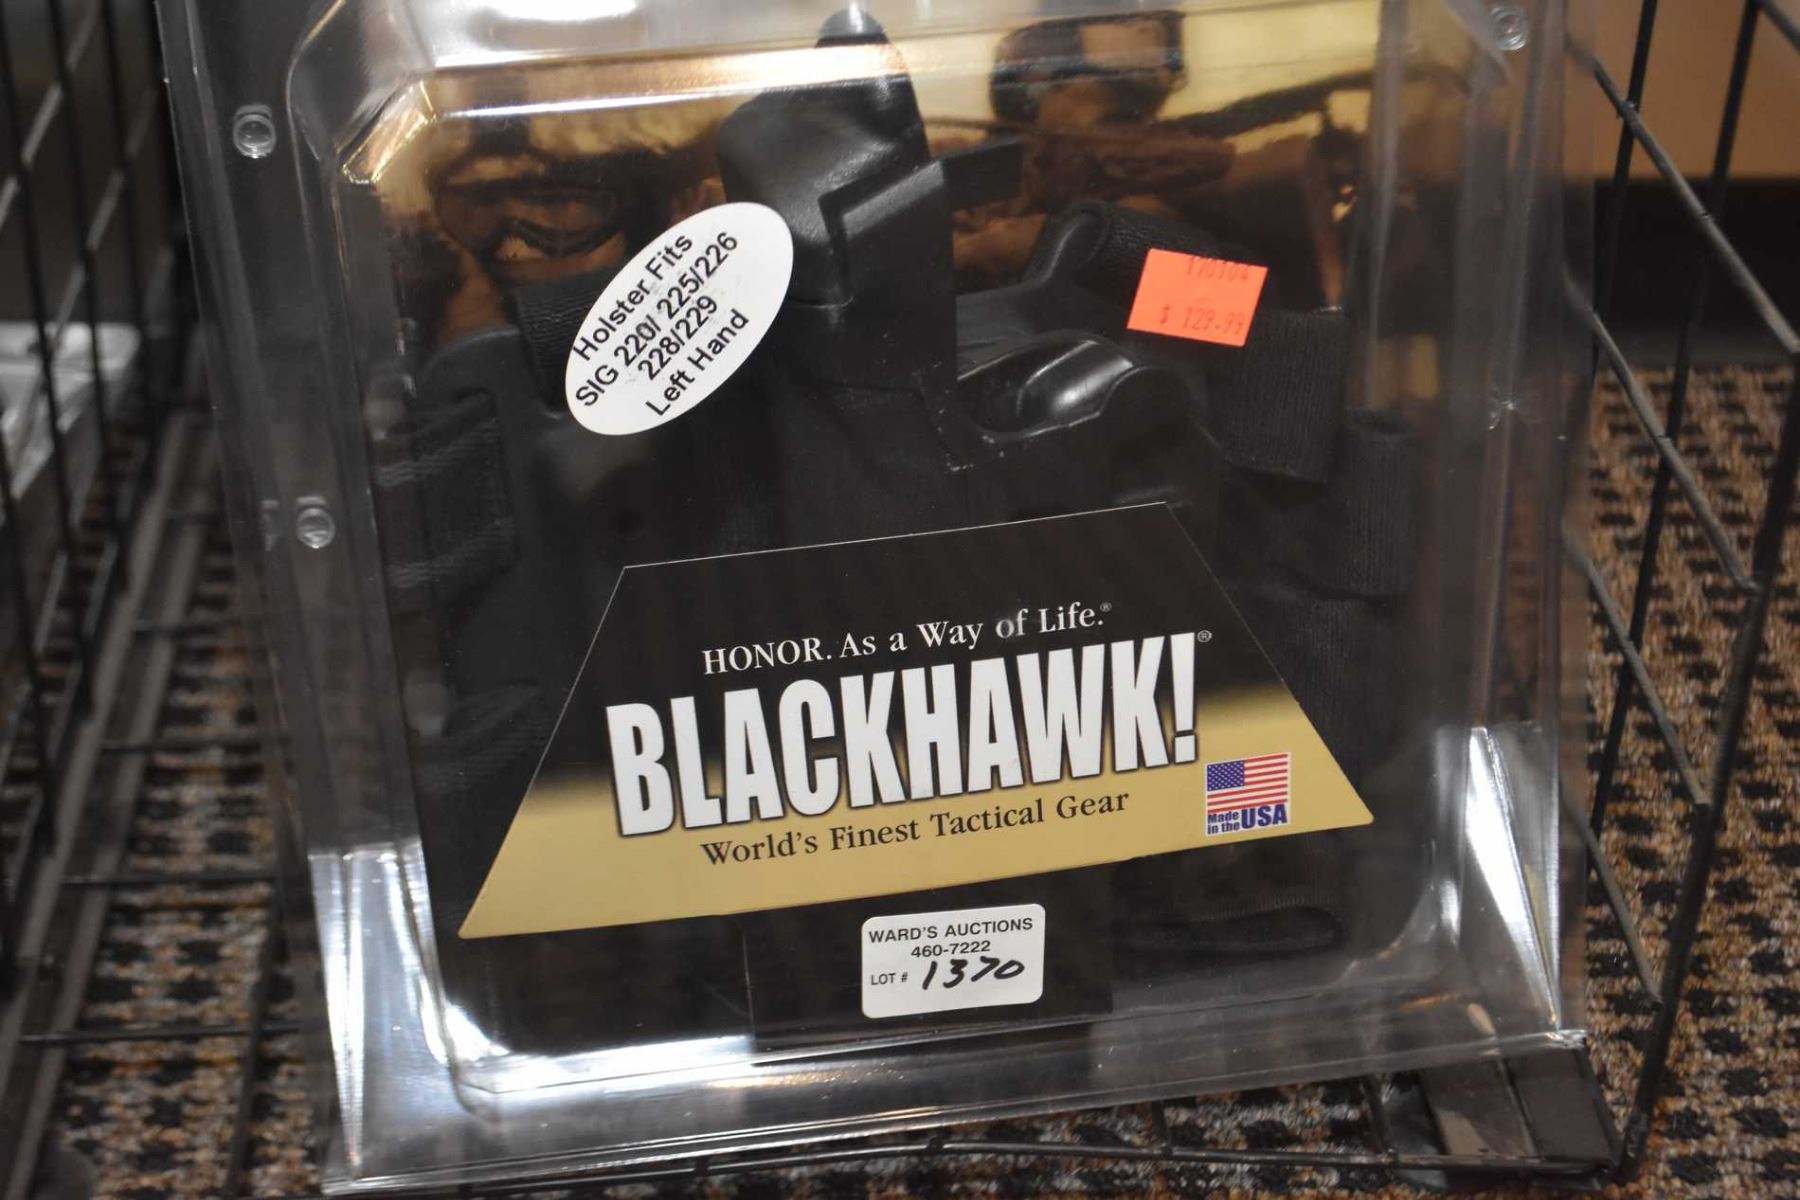 Holster Fits
SIG 220/ 225/226
228/229
Left Hand
$ 129.99
HONOR. As a Way of Life.®
BLACKHAWK!®
World's Finest Tactical Gear
Made
in the USA
WARD'S AUCTIONS
460-7222
LOT # 1370